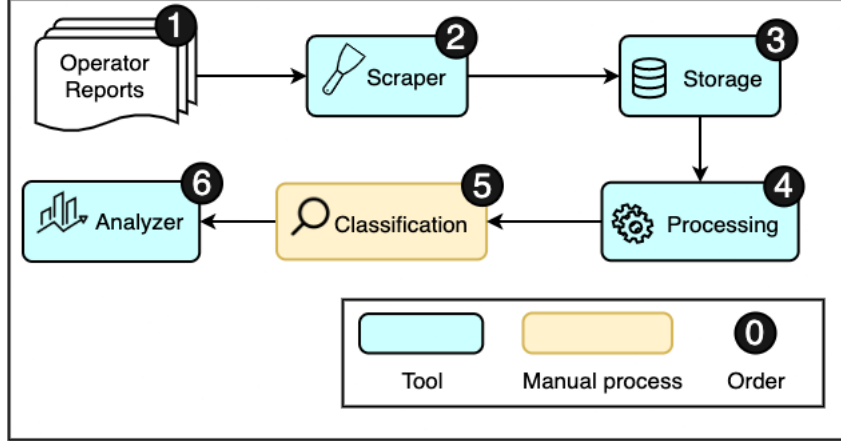 1
Operator
Reports
2
Scraper
3
Storage
4
Processing
5
Classification
6
Analyzer
0
Tool
Manual process
Order